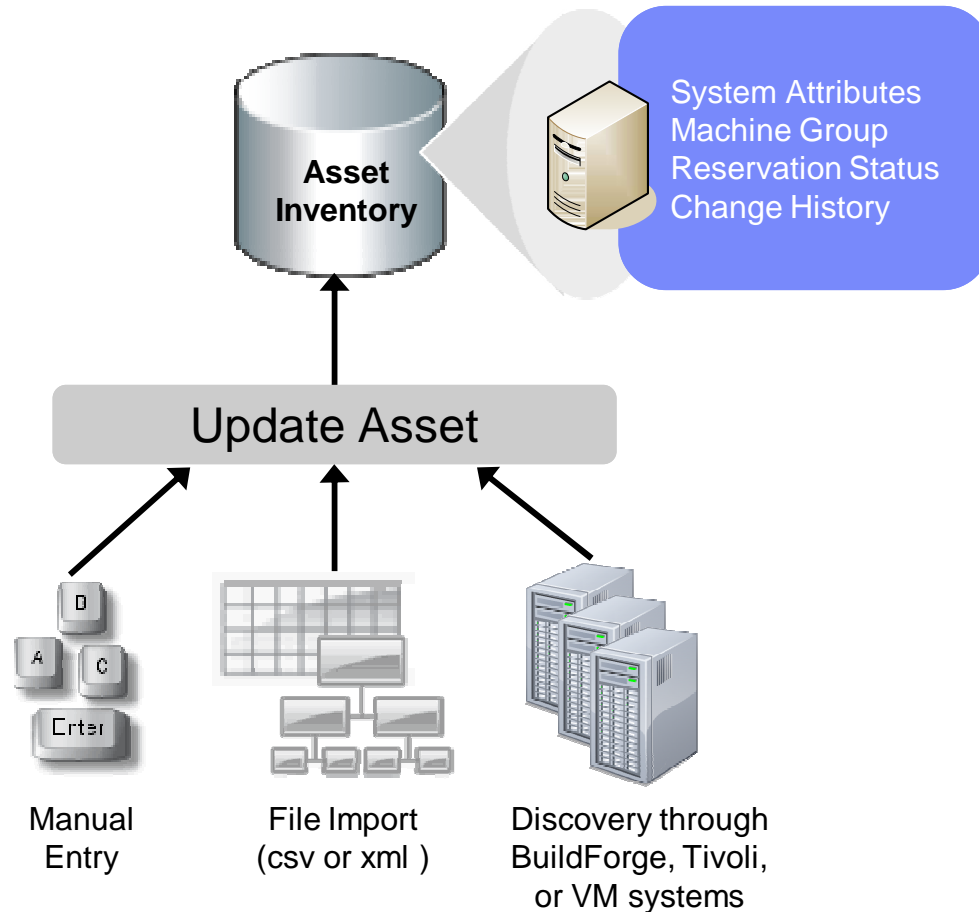 System Attributes
Machine Group
Reservation Status
Change History
Asset
Inventory
Update Asset
D
A
C
Enter
Manual
Entry
File Import
(csv or xml )
Discovery through
BuildForge, Tivoli,
or VM systems